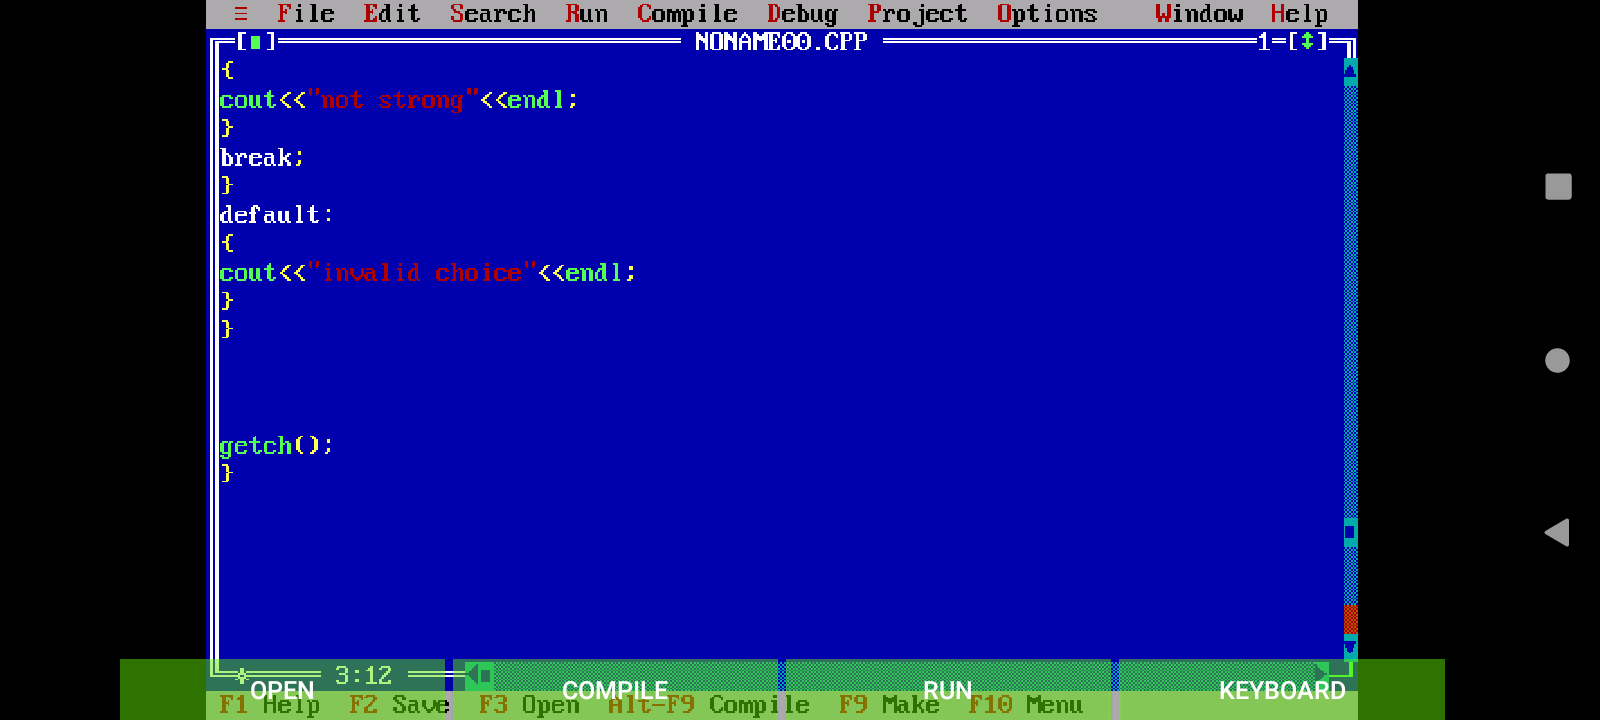 ≡ File Edit Search Run Compile Debug Project Options Window Help
[■] NONAME00.CPP 1=[↕]
{
cout<<"not strong"<<endl;
}
break;
}
default:
{
cout<<"invalid choice"<<endl;
}
}
getch();
}
3:12
OPEN COMPILE RUN KEYBOARD
F1 Help F2 Save F3 Open Alt-F9 Compile F9 Make F10 Menu